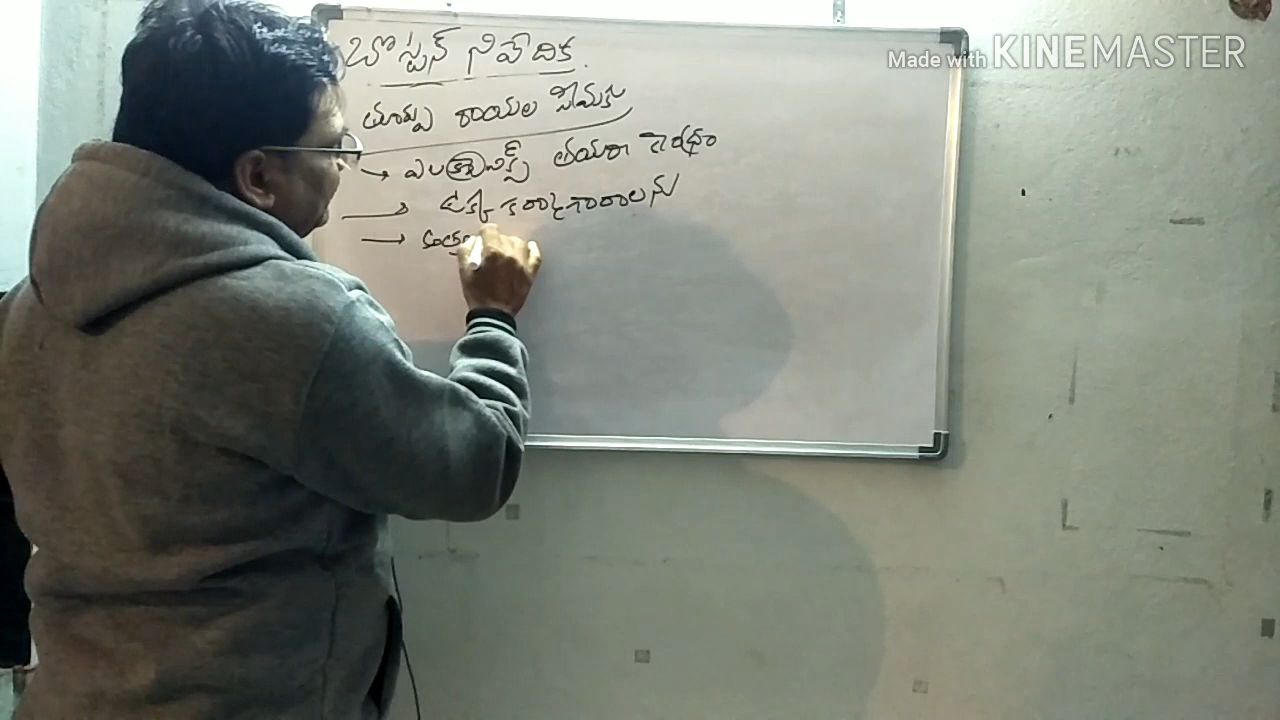 బోస్టన్ నివేదిక
Made with KINEMASTER
తూర్పు రాయల సీమకు
→ ఎలక్ట్రానిక్స్ తయారీ
→ ఉక్కు కర్మాగారాలను
→